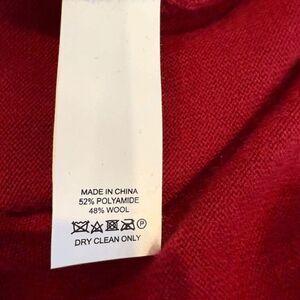 MADE IN CHINA
52% POLYAMIDE
48% WOOL
P
DRY CLEAN ONLY